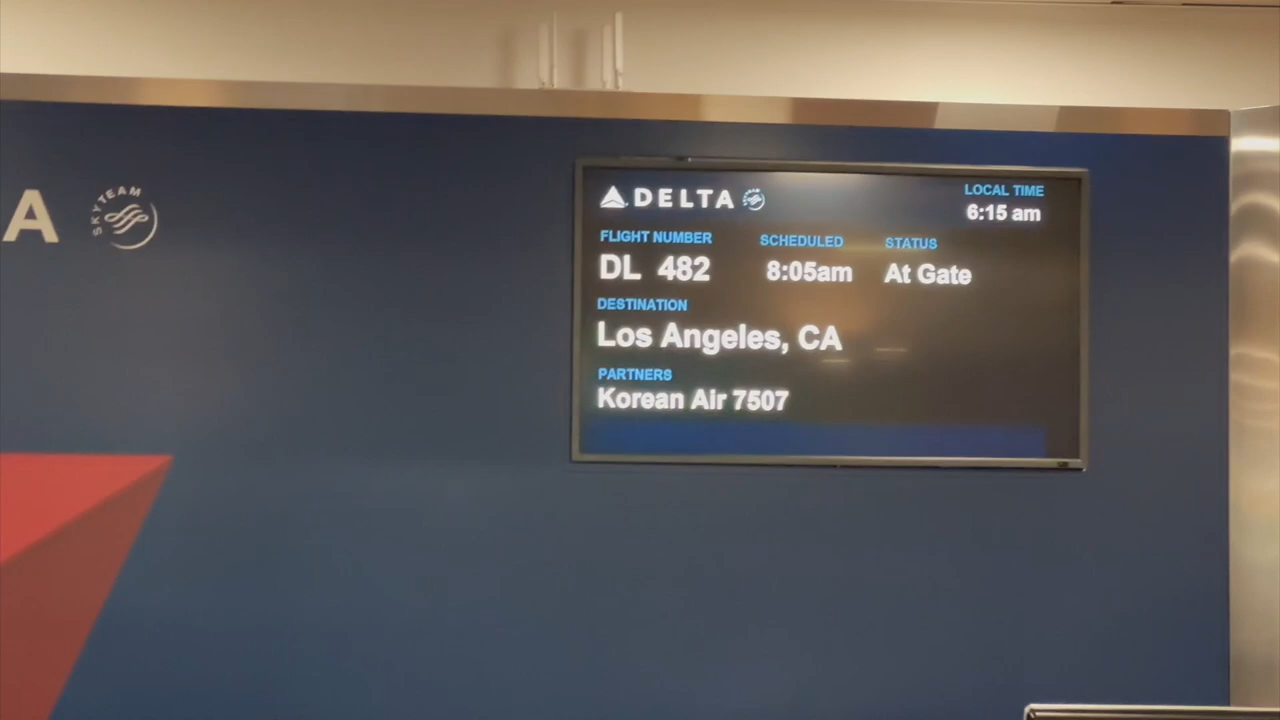 A
SKYTEAM
DELTA
LOCAL TIME
6:15 am
FLIGHT NUMBER SCHEDULED STATUS
DL 482 8:05am At Gate
DESTINATION
Los Angeles, CA
PARTNERS
Korean Air 7507